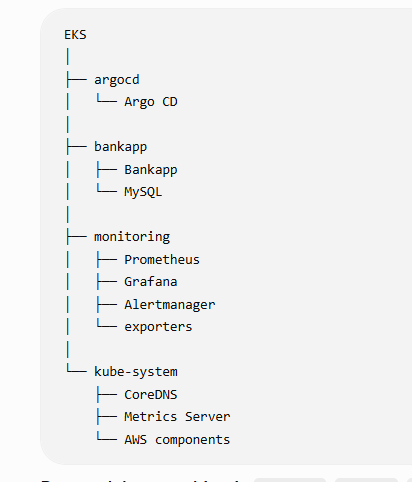 EKS
│
├── argocd
│   └── Argo CD
│
├── bankapp
│   ├── Bankapp
│   └── MySQL
│
├── monitoring
│   ├── Prometheus
│   ├── Grafana
│   ├── Alertmanager
│   └── exporters
│
└── kube-system
    ├── CoreDNS
    ├── Metrics Server
    └── AWS components